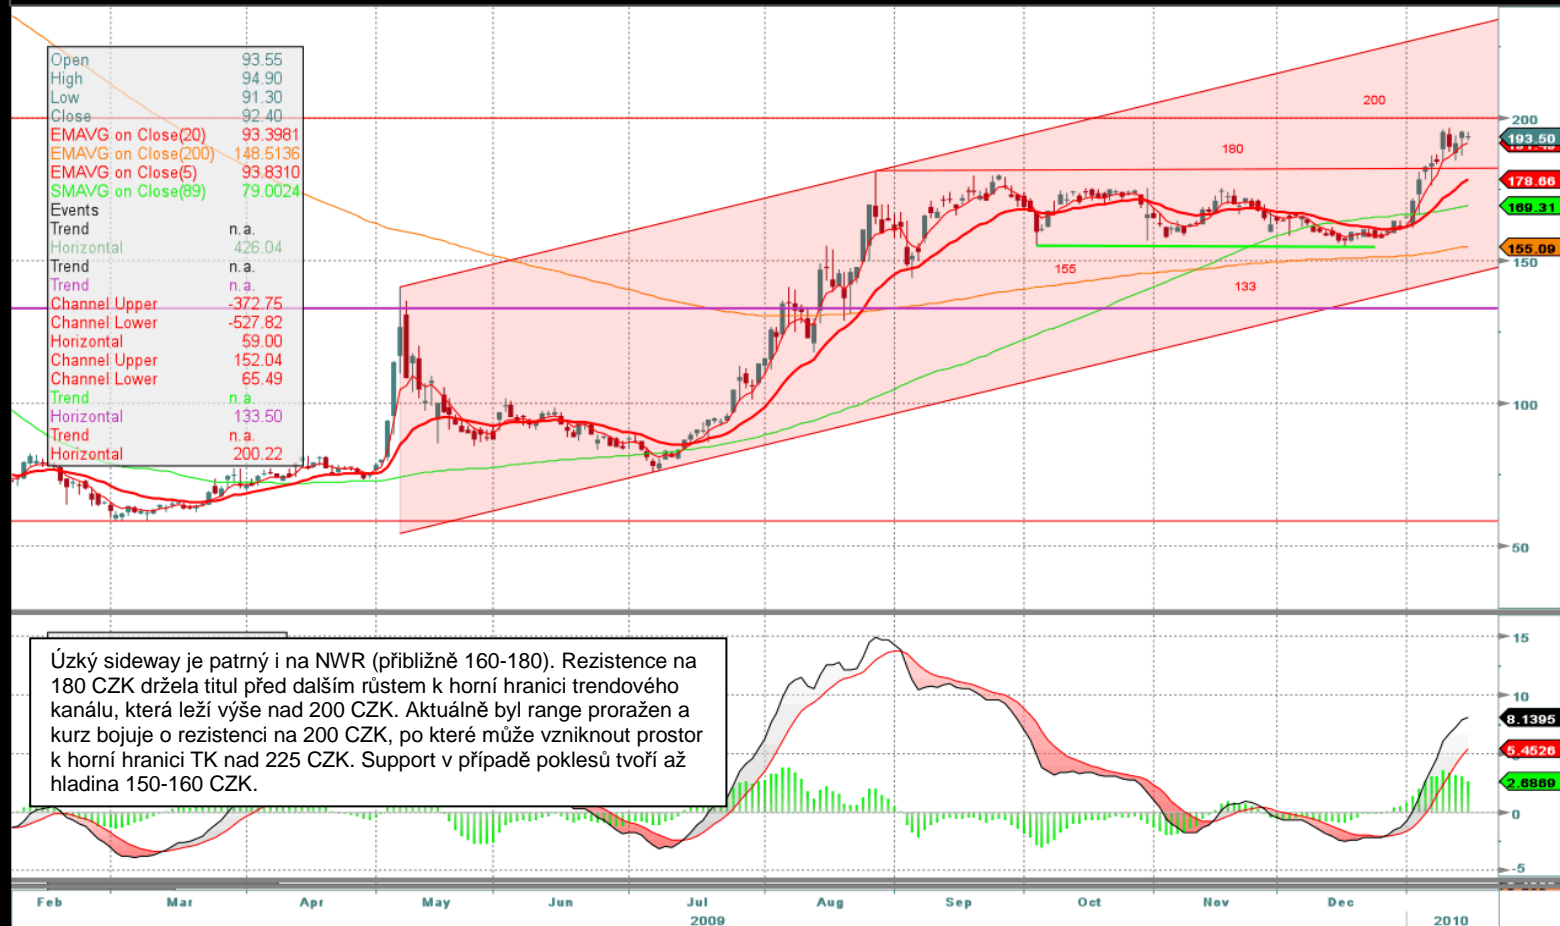 Open 93.55
High 94.90
Low 91.30
Close 92.40
EMAVG on Close(20) 93.3981
EMAVG on Close(200) 148.5136
EMAVG on Close(5) 93.8310
SMAVG on Close(89) 79.0024
Events
Trend n.a.
Horizontal 426.04
Trend n.a.
Trend n.a.
Channel Upper -372.75
Channel Lower -527.82
Horizontal 59.00
Channel Upper 152.04
Channel Lower 65.49
Trend n.a.
Horizontal 133.50
Trend n.a.
Horizontal 200.22
200
180
155
133
200
193.50
178.66
169.31
155.09
150
100
50
Úzký sideway je patrný i na NWR (přibližně 160-180). Rezistence na
180 CZK držela titul před dalším růstem k horní hranici trendového
kanálu, která leží výše nad 200 CZK. Aktuálně byl range proražen a
kurz bojuje o rezistenci na 200 CZK, po které může vzniknout prostor
k horní hranici TK nad 225 CZK. Support v případě poklesů tvoří až
hladina 150-160 CZK.
15
10
8.1395
5.4526
2.6869
0
-5
Feb Mar Apr May Jun Jul Aug Sep Oct Nov Dec
2009 2010